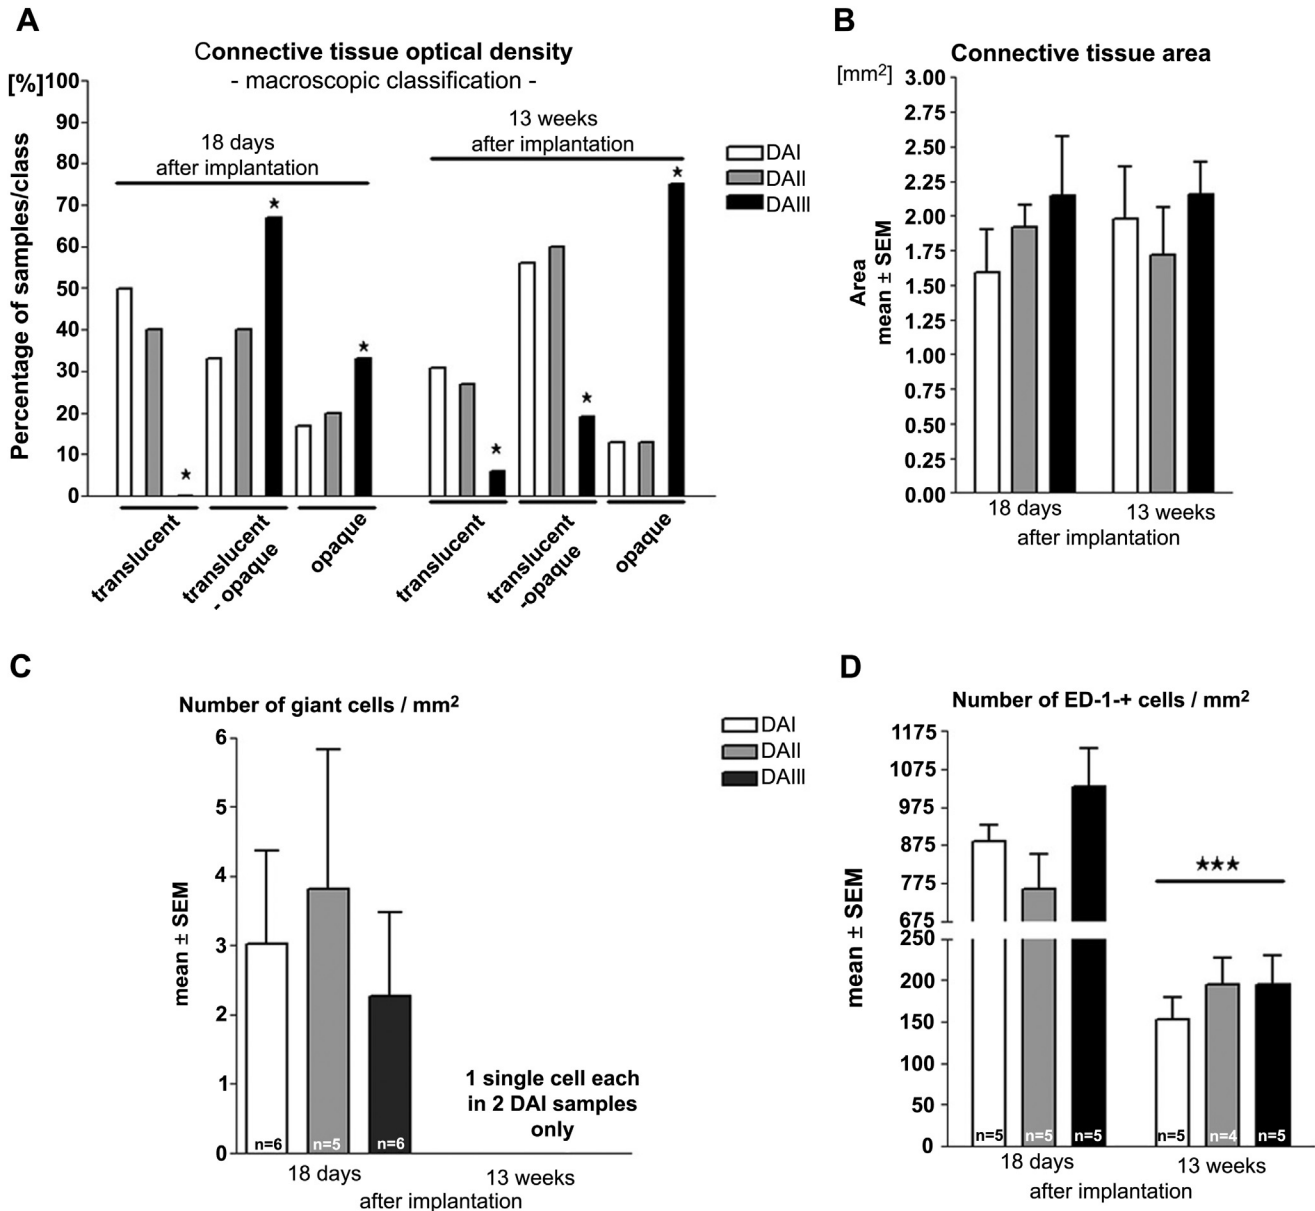 A
Connective tissue optical density
- macroscopic classification -
[%]
100
90
80
70
60
50
40
30
20
10
0
Percentage of samples/class
18 days
after implantation
13 weeks
after implantation
★
★
★
★
★
★
translucent
translucent
- opaque
opaque
translucent
translucent
-opaque
opaque
DAI
DAII
DAIII
B
Connective tissue area
[mm2]
3.00
2.75
2.50
2.25
2.00
1.75
1.50
1.25
1.00
0.75
0.50
0.25
0.00
Area
mean ± SEM
18 days
13 weeks
after implantation
C
Number of giant cells / mm2
6
5
4
3
2
1
0
mean ± SEM
n=6
n=5
n=6
1 single cell each
in 2 DAI samples
only
18 days
13 weeks
after implantation
DAI
DAII
DAIII
D
Number of ED-1-+ cells / mm2
1175
1075
975
875
775
675
250
200
150
100
50
0
mean ± SEM
★★★
n=5
n=5
n=5
n=5
n=4
n=5
18 days
13 weeks
after implantation